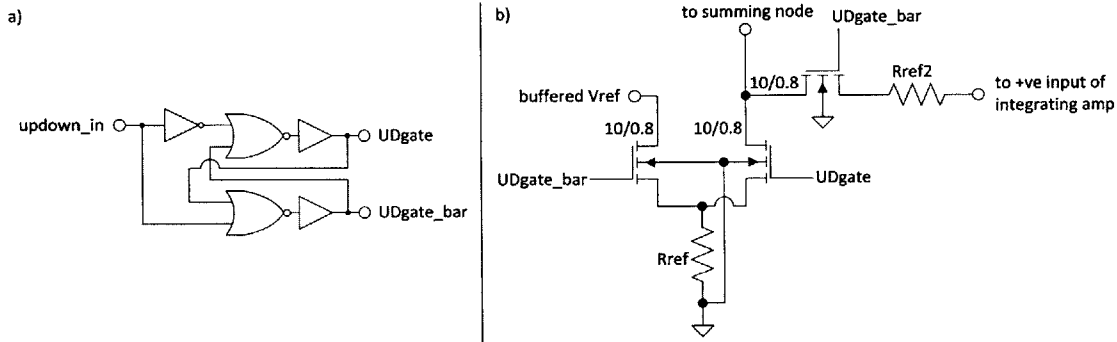 a)
updown_in
UDgate
UDgate_bar
b)
to summing node
UDgate_bar
10/0.8
Rref2
to +ve input of
integrating amp
buffered Vref
10/0.8
10/0.8
UDgate_bar
UDgate
Rref